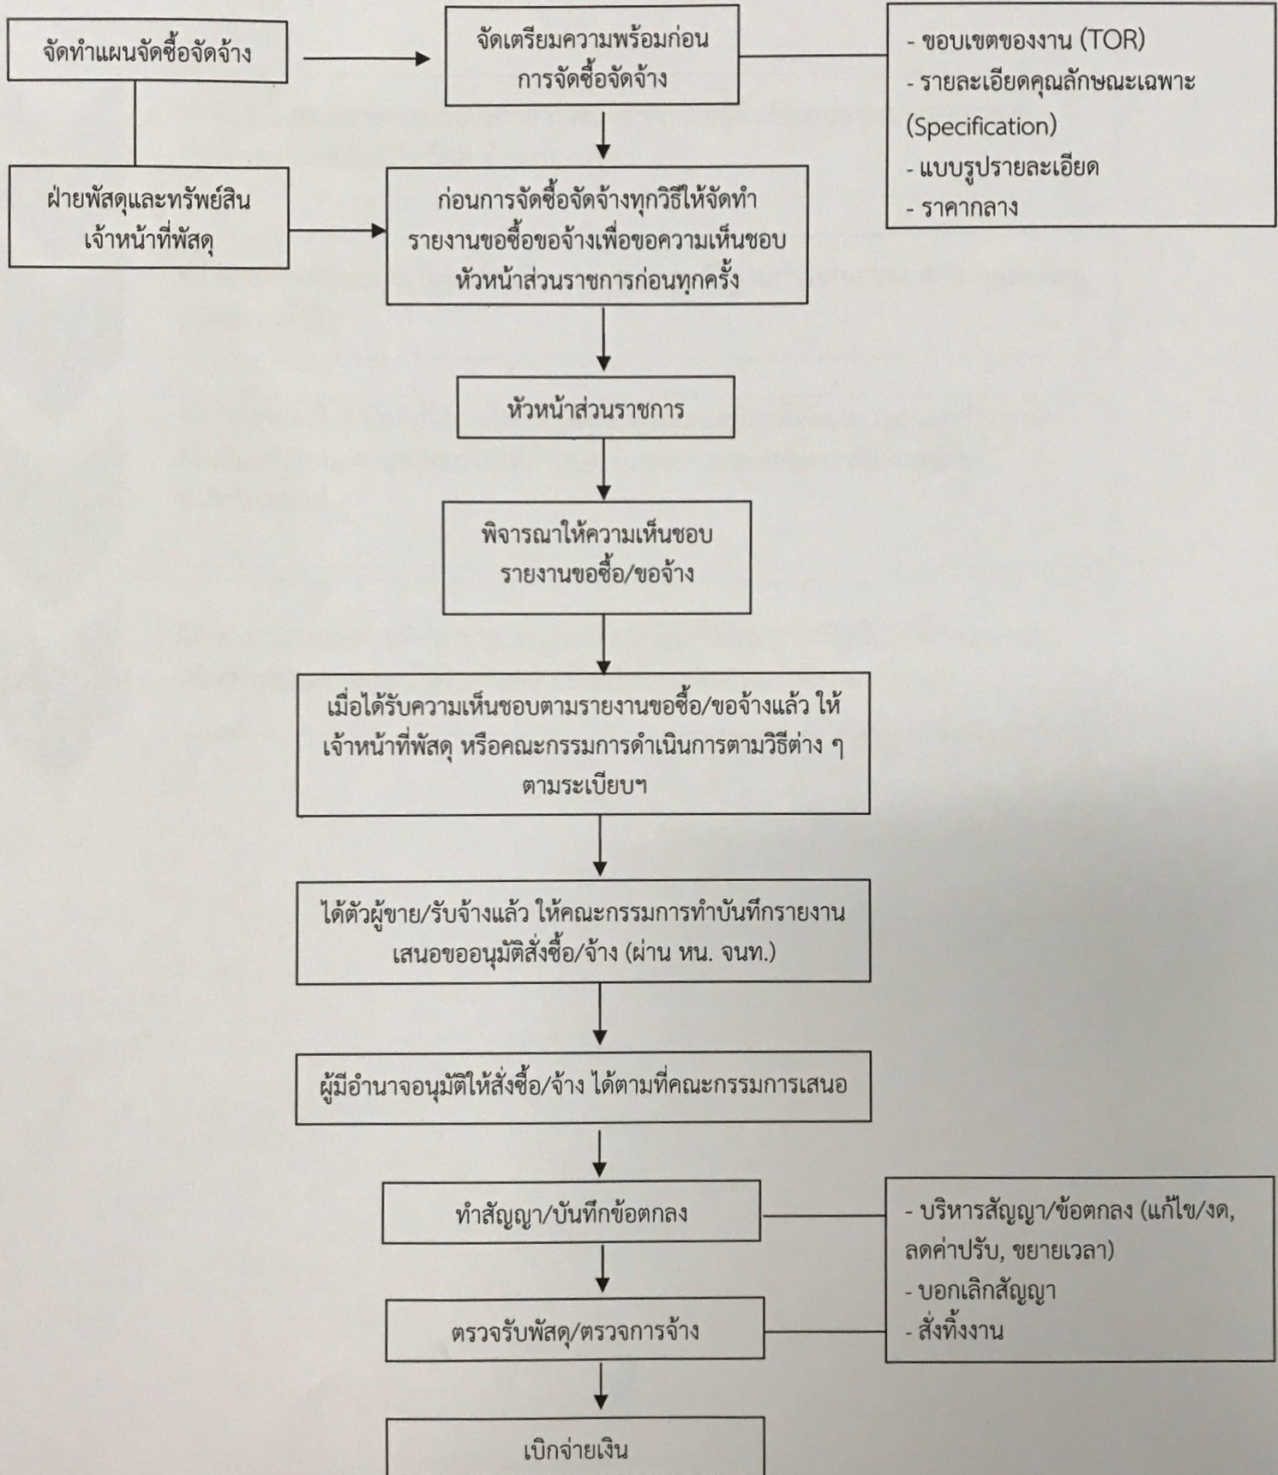 จัดทำแผนจัดซื้อจัดจ้าง
จัดเตรียมความพร้อมก่อน
การจัดซื้อจัดจ้าง
- ขอบเขตของงาน (TOR)
- รายละเอียดคุณลักษณะเฉพาะ
(Specification)
- แบบรูปรายละเอียด
- ราคากลาง
ฝ่ายพัสดุและทรัพย์สิน
เจ้าหน้าที่พัสดุ
ก่อนการจัดซื้อจัดจ้างทุกวิธีให้จัดทำ
รายงานขอซื้อขอจ้างเพื่อขอความเห็นชอบ
หัวหน้าส่วนราชการก่อนทุกครั้ง
หัวหน้าส่วนราชการ
พิจารณาให้ความเห็นชอบ
รายงานขอซื้อ/ขอจ้าง
เมื่อได้รับความเห็นชอบตามรายงานขอซื้อ/ขอจ้างแล้ว ให้
เจ้าหน้าที่พัสดุ หรือคณะกรรมการดำเนินการตามวิธีต่าง ๆ
ตามระเบียบฯ
ได้ตัวผู้ขาย/รับจ้างแล้ว ให้คณะกรรมการทำบันทึกรายงาน
เสนอขออนุมัติสั่งซื้อ/จ้าง (ผ่าน หน. จนท.)
ผู้มีอำนาจอนุมัติให้สั่งซื้อ/จ้าง ได้ตามที่คณะกรรมการเสนอ
ทำสัญญา/บันทึกข้อตกลง
- บริหารสัญญา/ข้อตกลง (แก้ไข/งด,
ลดค่าปรับ, ขยายเวลา)
- บอกเลิกสัญญา
- สั่งทิ้งงาน
ตรวจรับพัสดุ/ตรวจการจ้าง
เบิกจ่ายเงิน